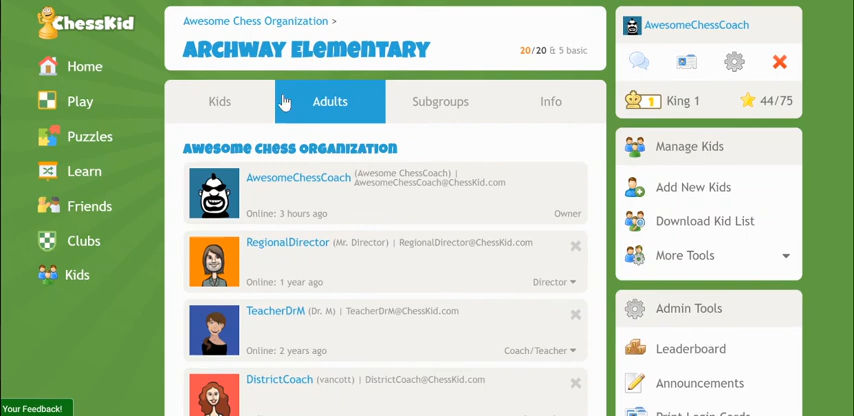 ChessKid
Home
Play
Puzzles
Learn
Friends
Clubs
Kids
Your Feedback!
Awesome Chess Organization >
Archway Elementary
20/20 & 5 basic
Kids
Adults
Subgroups
Info
Awesome Chess Organization
AwesomeChessCoach (Awesome ChessCoach) |
AwesomeChessCoach@ChessKid.com
Online: 3 hours ago
Owner
RegionalDirector (Mr. Director) | RegionalDirector@ChessKid.com
Online: 1 year ago
Director
TeacherDrM (Dr. M) | TeacherDrM@ChessKid.com
Online: 2 years ago
Coach/Teacher
DistrictCoach (vancott) | DistrictCoach@ChessKid.com
AwesomeChessCoach
1
King 1
44/75
Manage Kids
Add New Kids
Download Kid List
More Tools
Admin Tools
Leaderboard
Announcements
Print Login Cards